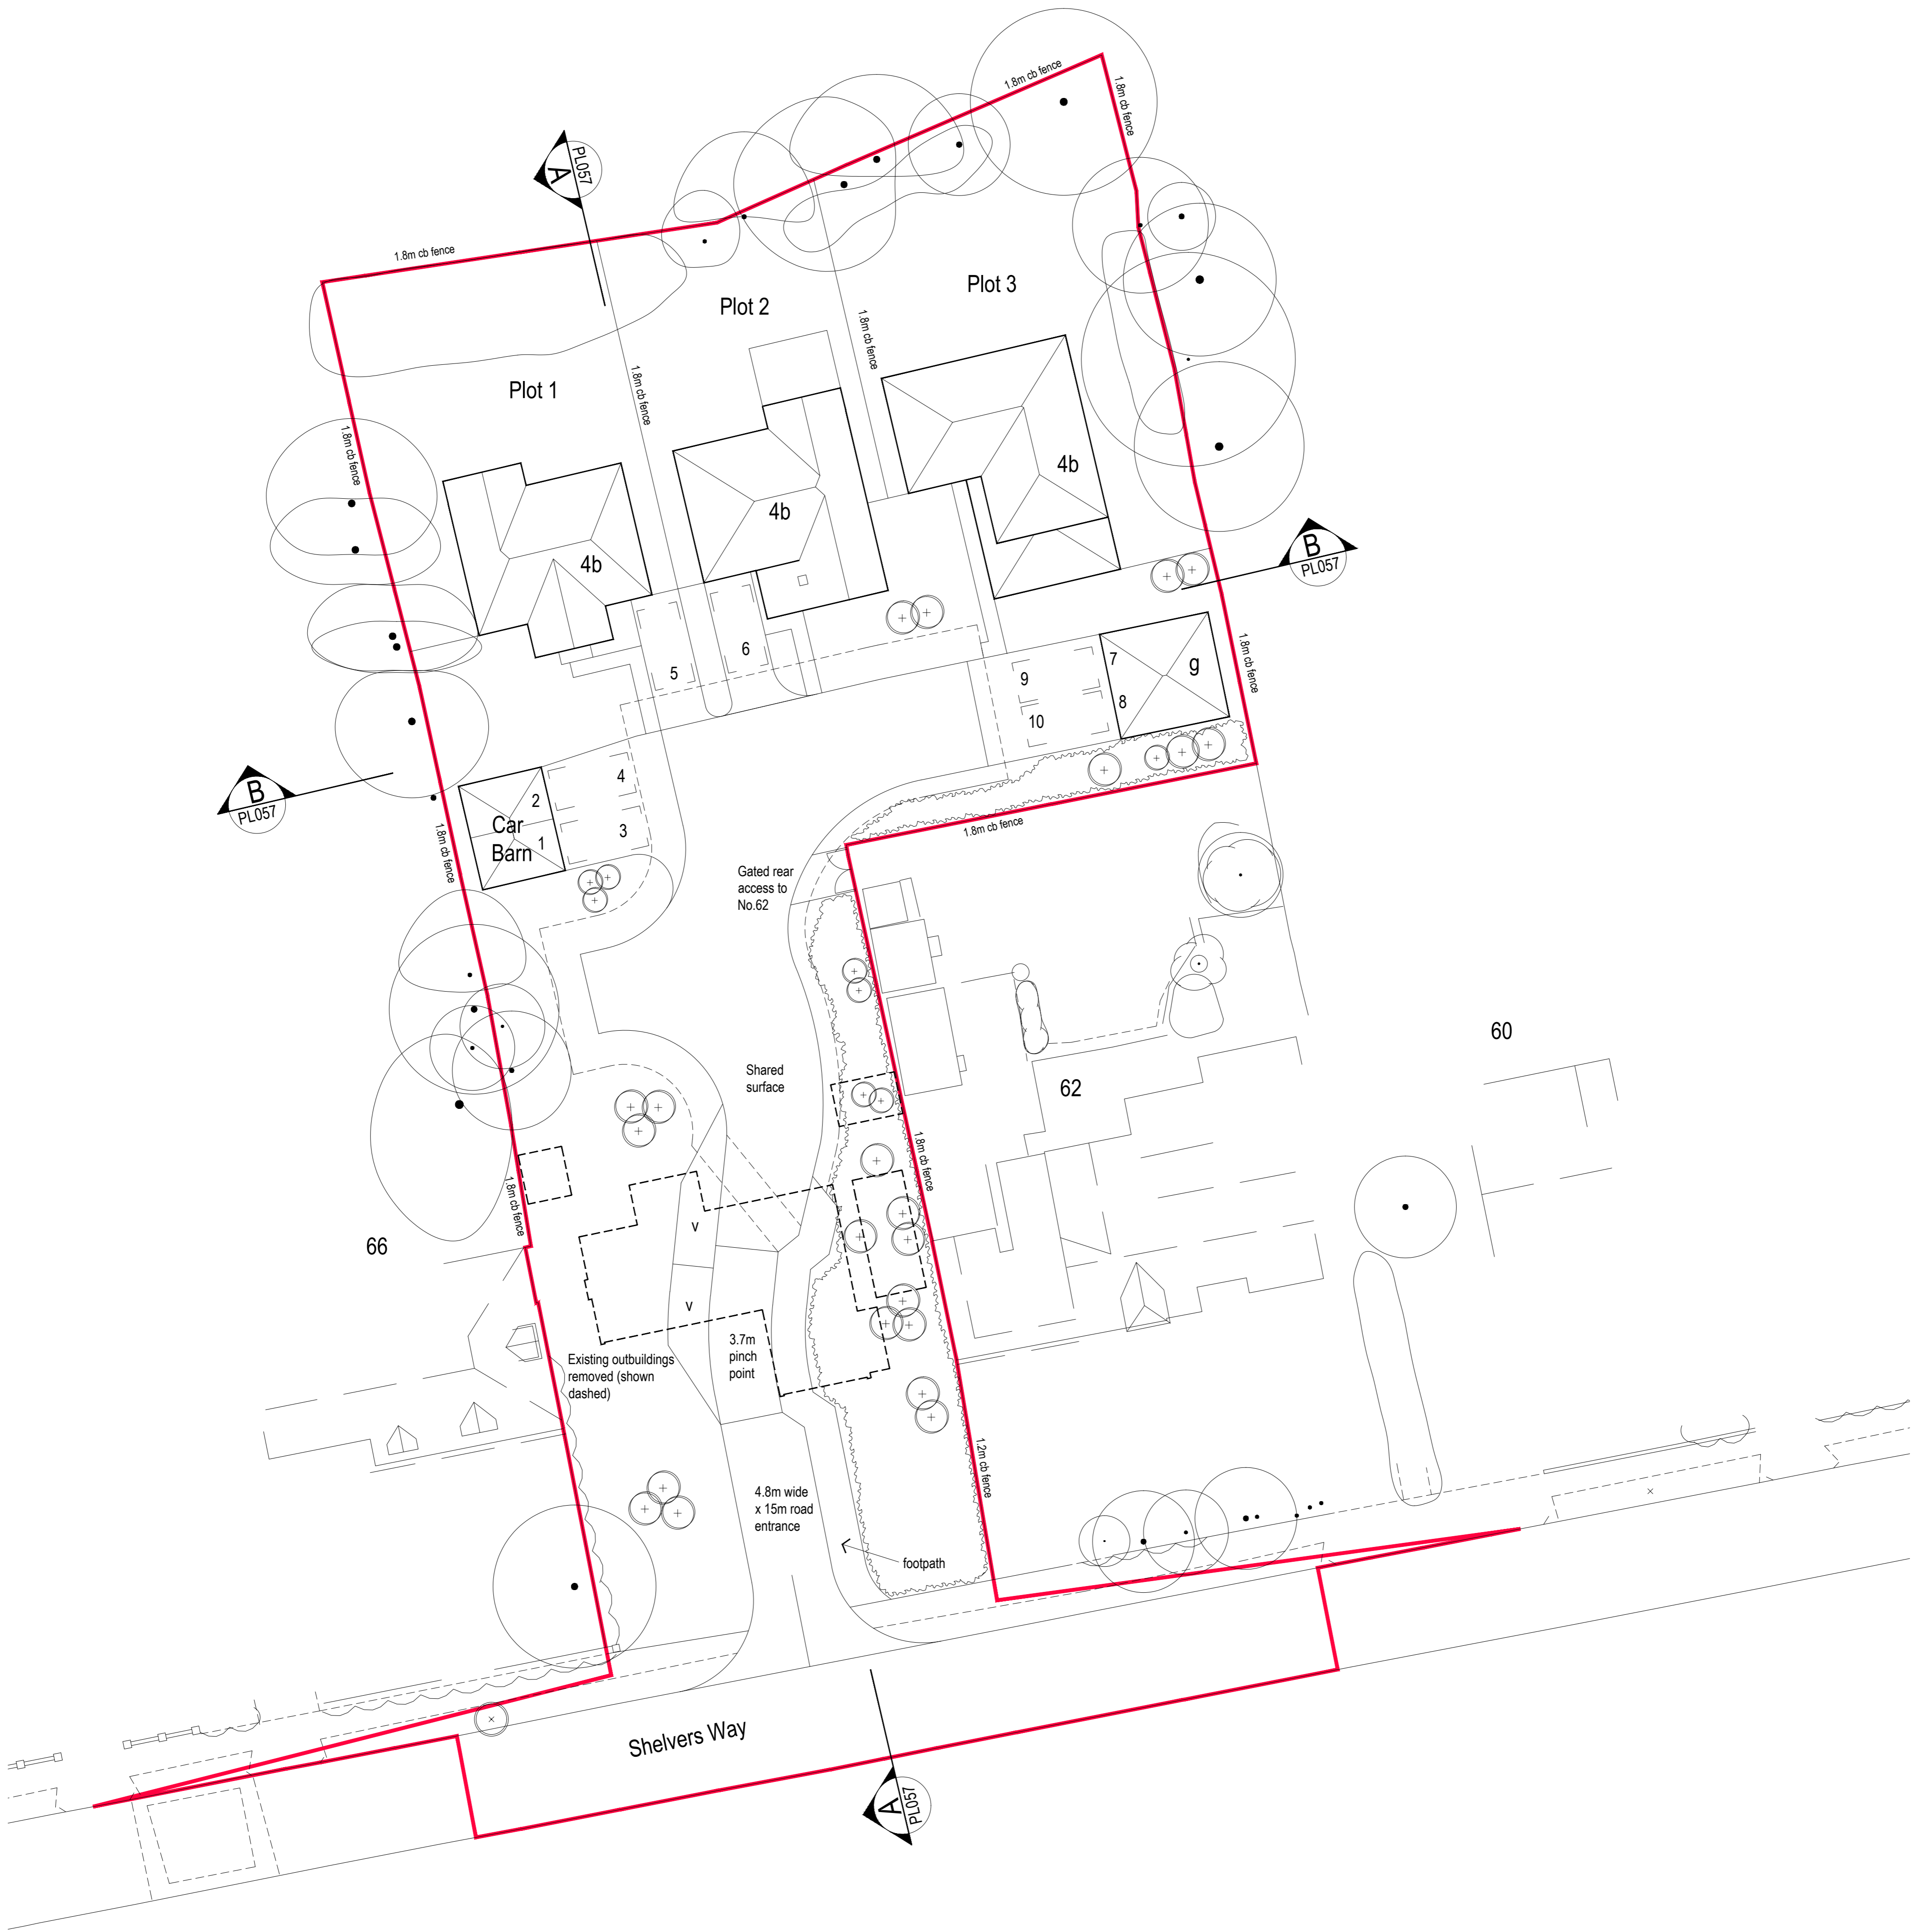 1.8m cb fence
1.8m cb fence
PL057
A
1.8m cb fence
Plot 3
Plot 2
1.8m cb fence
Plot 1
1.8m cb fence
1.8m cb fence
4b
4b
4b
B
PL057
5
6
7
g
8
9
10
1.8m cb fence
B
PL057
4
2
Car
Barn
1
3
1.8m cb fence
1.8m cb fence
Gated rear
access to
No.62
Shared
surface
60
62
1.8m cb fence
1.8m cb fence
66
v
v
3.7m
pinch
point
Existing outbuildings
removed (shown
dashed)
1.2m cb fence
4.8m wide
x 15m road
entrance
footpath
Shelvers Way
A
PL057